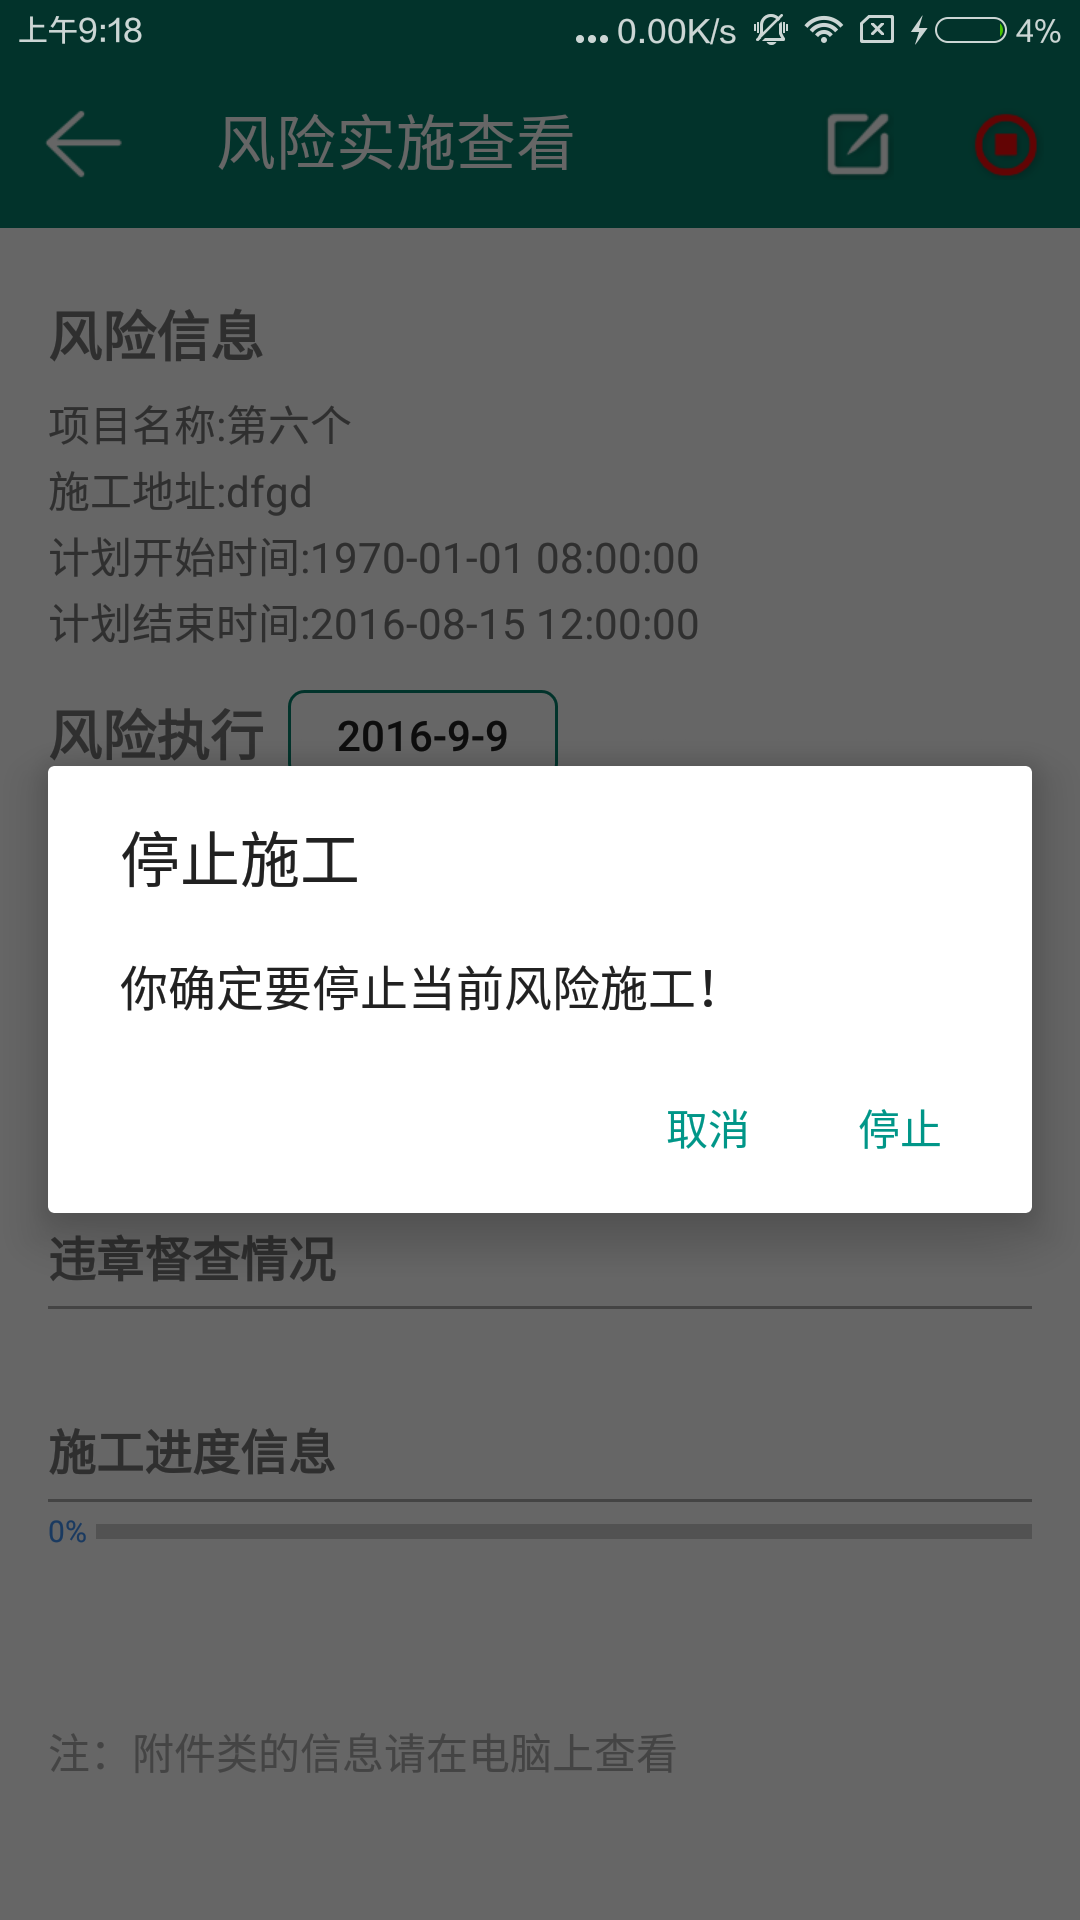 上午9:18
...0.00K/s
4%
风险实施查看
风险信息
项目名称:第六个
施工地址:dfgd
计划开始时间:1970-01-01 08:00:00
计划结束时间:2016-08-15 12:00:00
风险执行
2016-9-9
停止施工
你确定要停止当前风险施工！
取消
停止
违章督查情况
施工进度信息
0%
注：附件类的信息请在电脑上查看